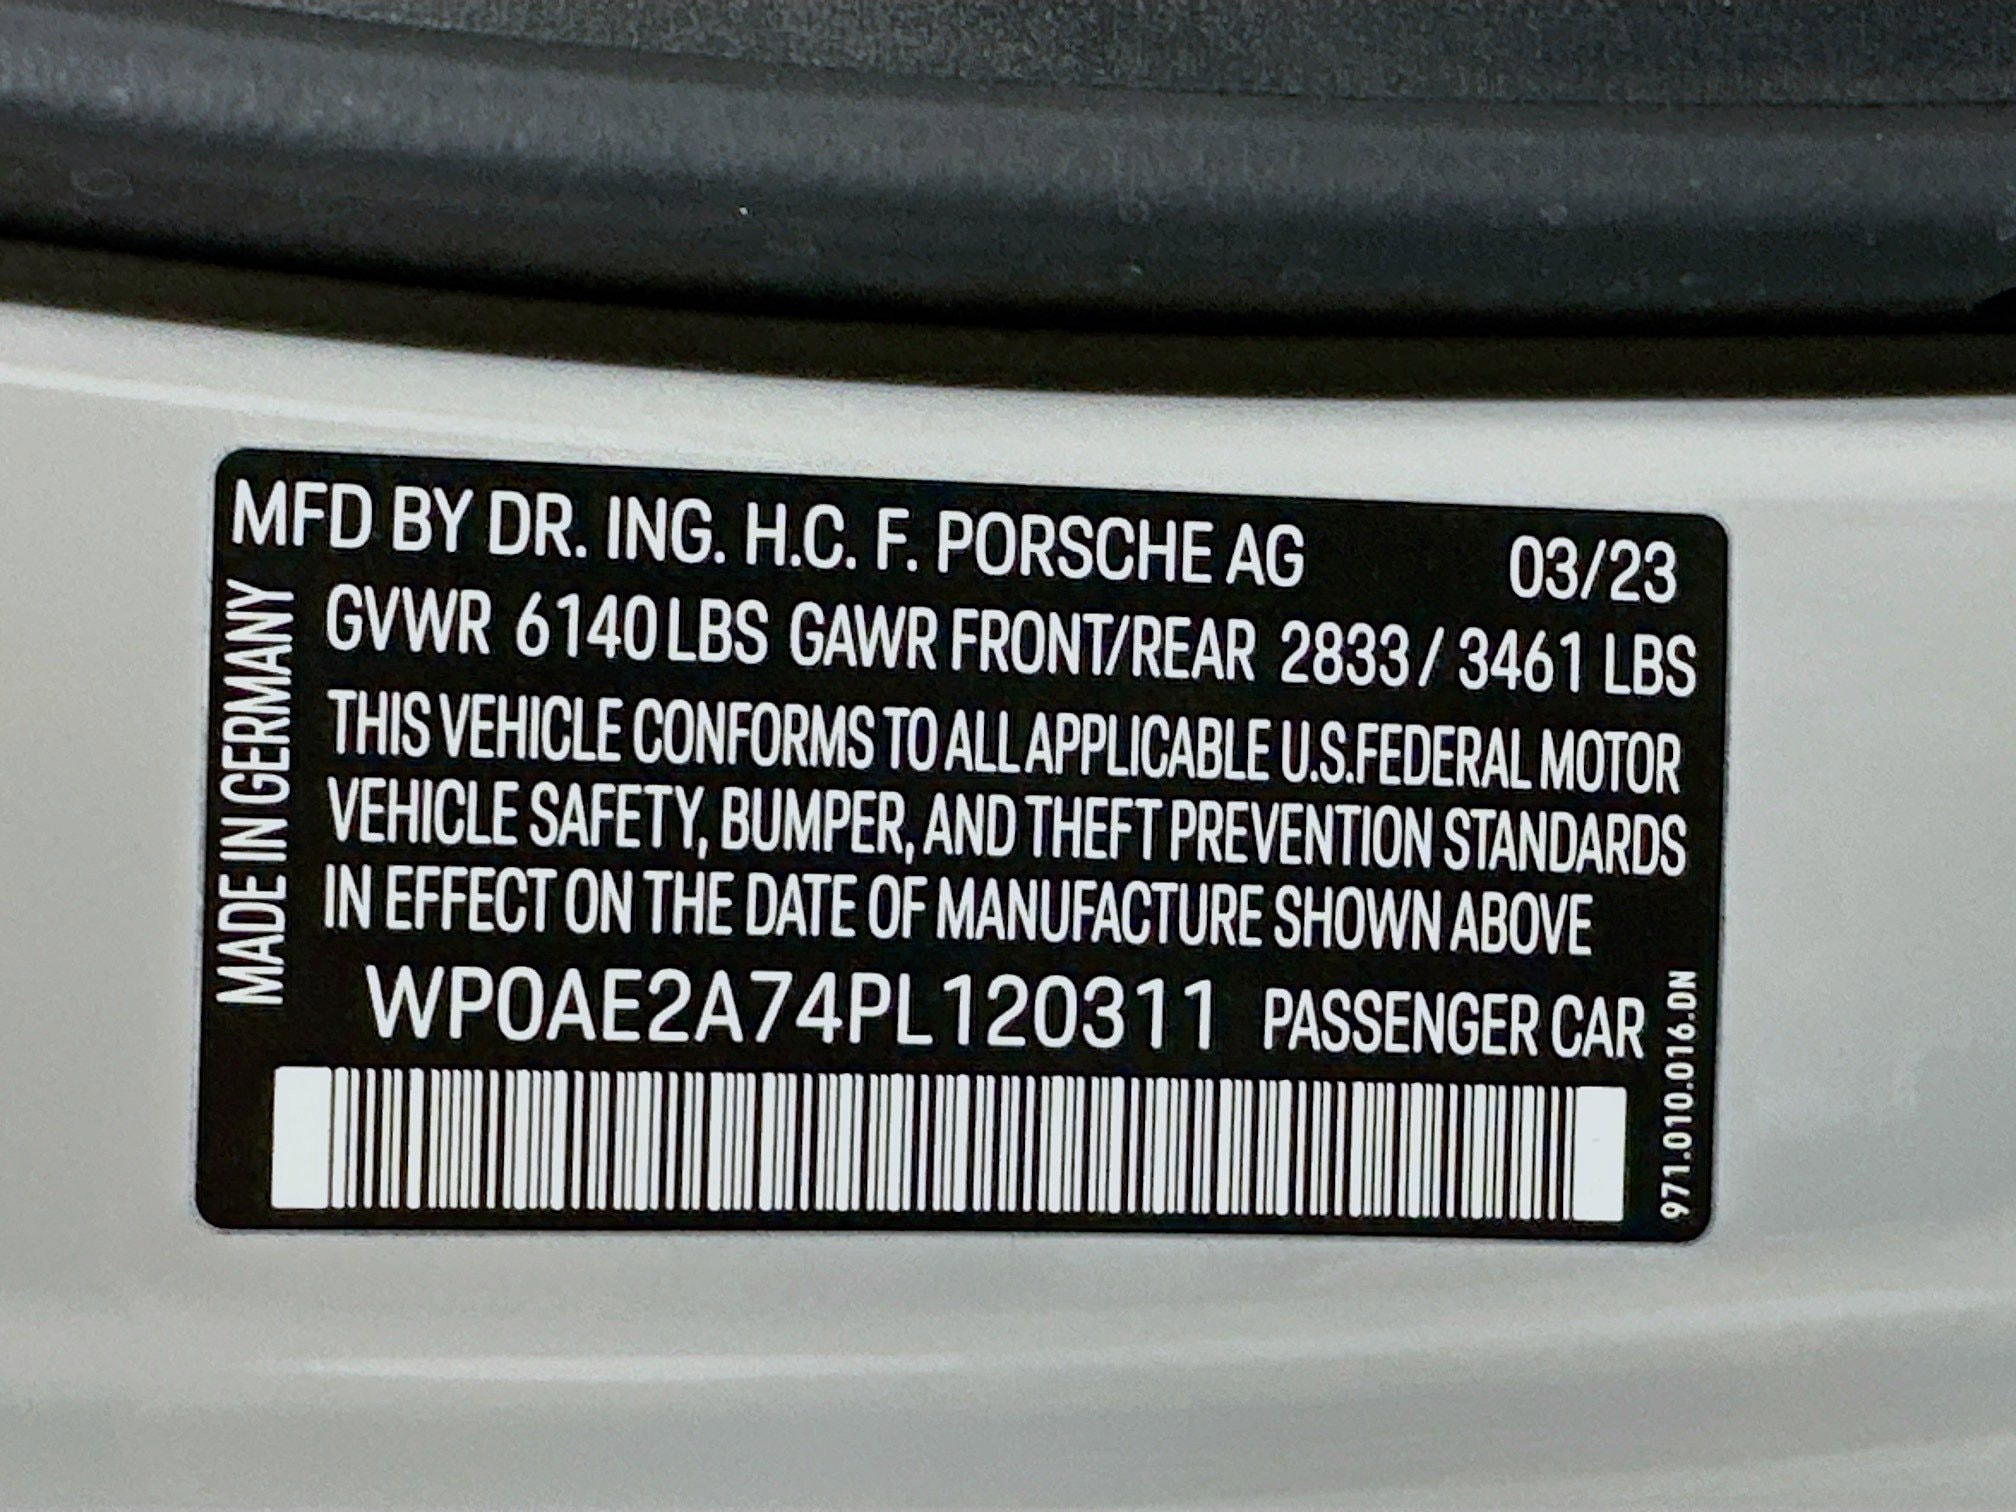 MFD BY DR. ING. H.C. F. PORSCHE AG 03/23
GVWR 6140 LBS GAWR FRONT/REAR 2833 / 3461 LBS
THIS VEHICLE CONFORMS TO ALL APPLICABLE U.S.FEDERAL MOTOR
VEHICLE SAFETY, BUMPER, AND THEFT PREVENTION STANDARDS
IN EFFECT ON THE DATE OF MANUFACTURE SHOWN ABOVE
WP0AE2A74PL120311 PASSENGER CAR
MADE IN GERMANY
971.010.016.DN